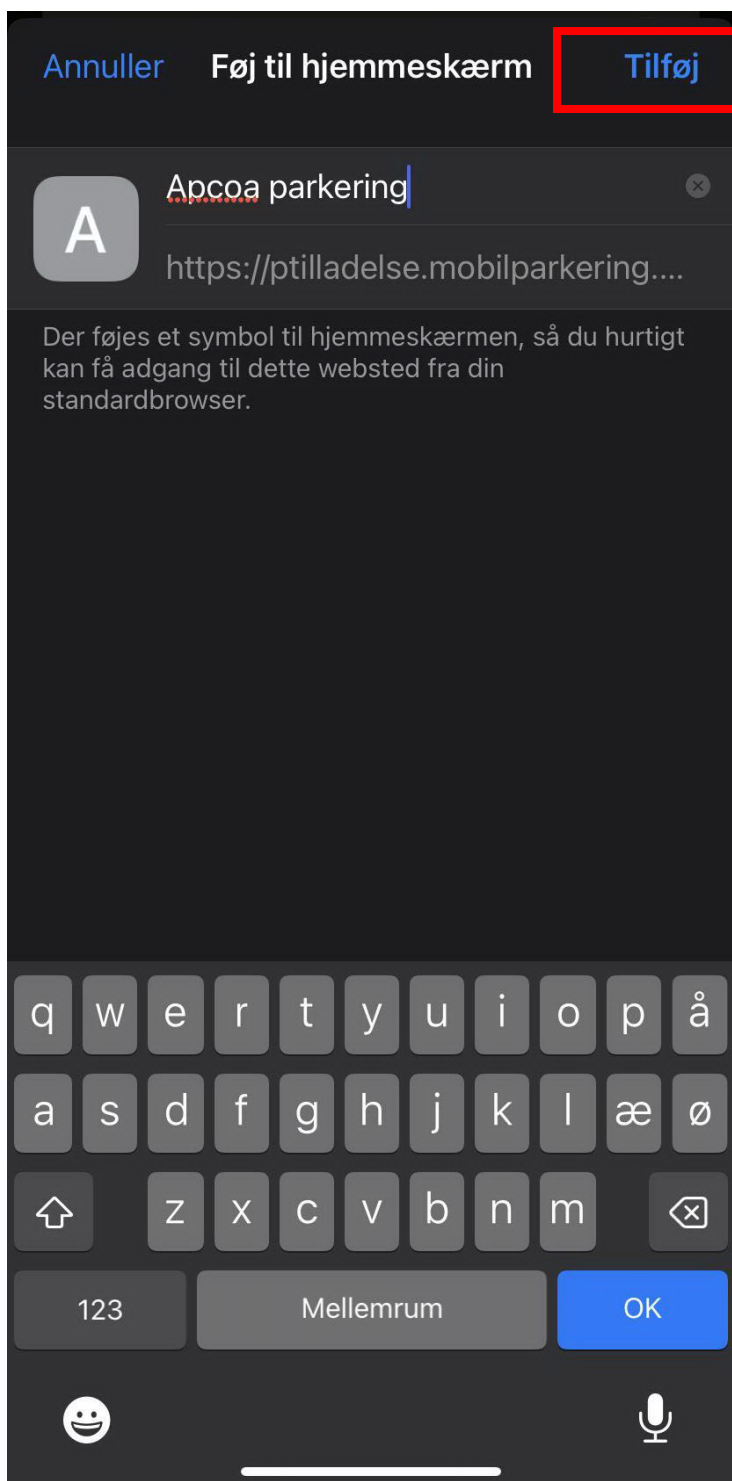 Annuller Føj til hjemmeskærm Tilføj
A
Apcoa parkering
https://ptilladelse.mobilparkering....
Der føjes et symbol til hjemmeskærmen, så du hurtigt
kan få adgang til dette websted fra din
standardbrowser.
q w e r t y u i o p å
a s d f g h j k l æ ø
z x c v b n m
123 Mellemrum OK